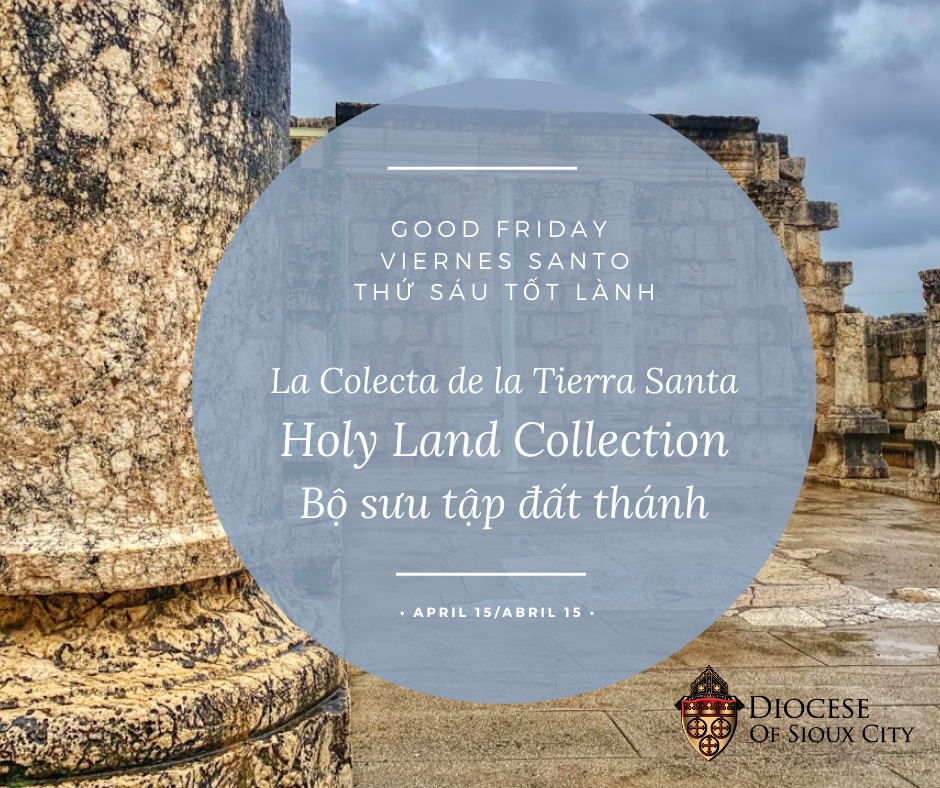 GOOD FRIDAY
VIERNES SANTO
THỨ SÁU TỐT LÀNH
La Colecta de la Tierra Santa
Holy Land Collection
Bộ sưu tập đất thánh
• APRIL 15/ABRIL 15 •
DIOCESE
OF SIOUX CITY